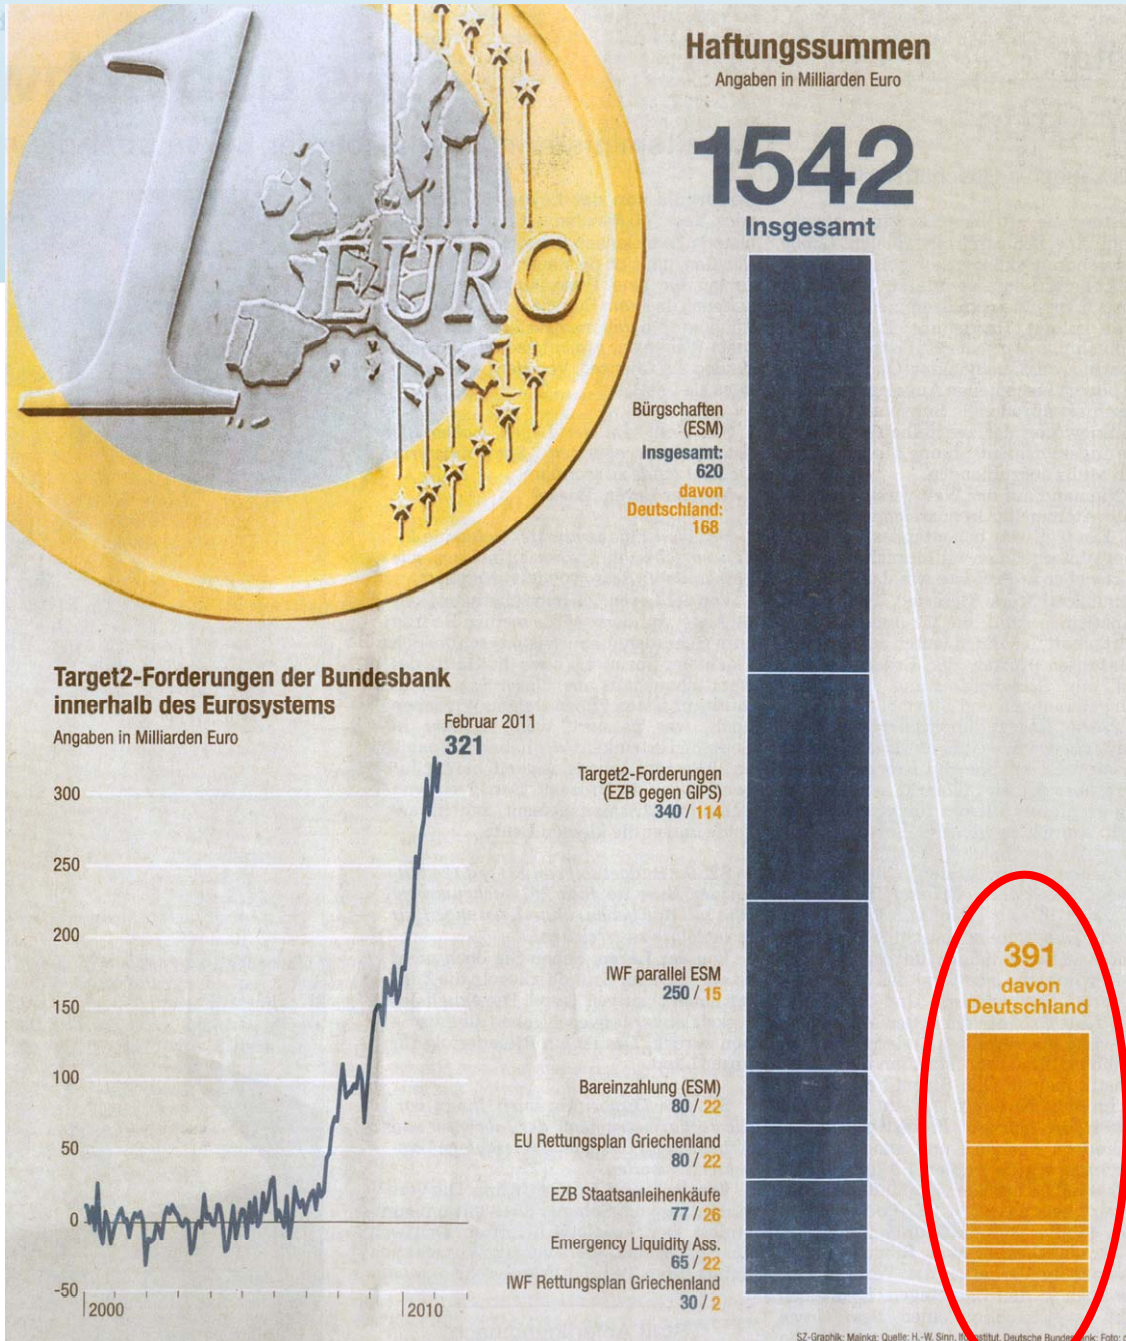 1
EURO
Haftungssummen
Angaben in Milliarden Euro
1542
Insgesamt
Bürgschaften
(ESM)
Insgesamt:
620
davon
Deutschland:
168
Target2-Forderungen
(EZB gegen GIPS)
340 / 114
IWF parallel ESM
250 / 15
Bareinzahlung (ESM)
80 / 22
EU Rettungsplan Griechenland
80 / 22
EZB Staatsanleihenkäufe
77 / 26
Emergency Liquidity Ass.
65 / 22
IWF Rettungsplan Griechenland
30 / 2
391
davon
Deutschland
Target2-Forderungen der Bundesbank
innerhalb des Eurosystems
Angaben in Milliarden Euro
Februar 2011
321
300
250
200
150
100
50
0
-50
2000
2010
SZ-Graphik: Mainka; Quelle: H.-W. Sinn, Deutsche Foto: